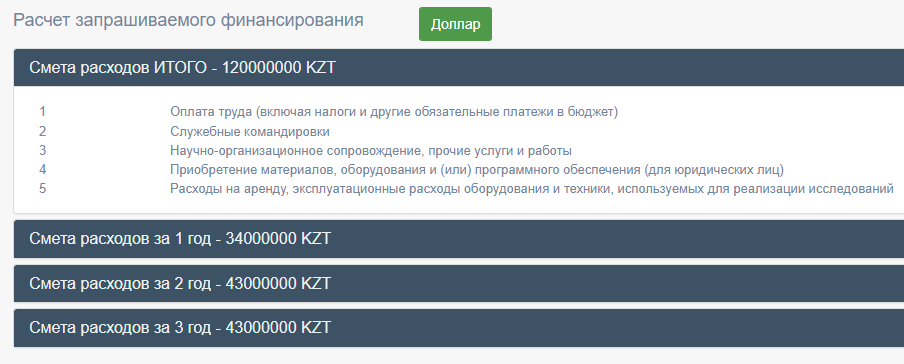 Расчет запрашиваемого финансирования Доллар
Смета расходов ИТОГО - 120000000 KZT
1 Оплата труда (включая налоги и другие обязательные платежи в бюджет)
2 Служебные командировки
3 Научно-организационное сопровождение, прочие услуги и работы
4 Приобретение материалов, оборудования и (или) программного обеспечения (для юридических лиц)
5 Расходы на аренду, эксплуатационные расходы оборудования и техники, используемых для реализации исследований
Смета расходов за 1 год - 34000000 KZT
Смета расходов за 2 год - 43000000 KZT
Смета расходов за 3 год - 43000000 KZT